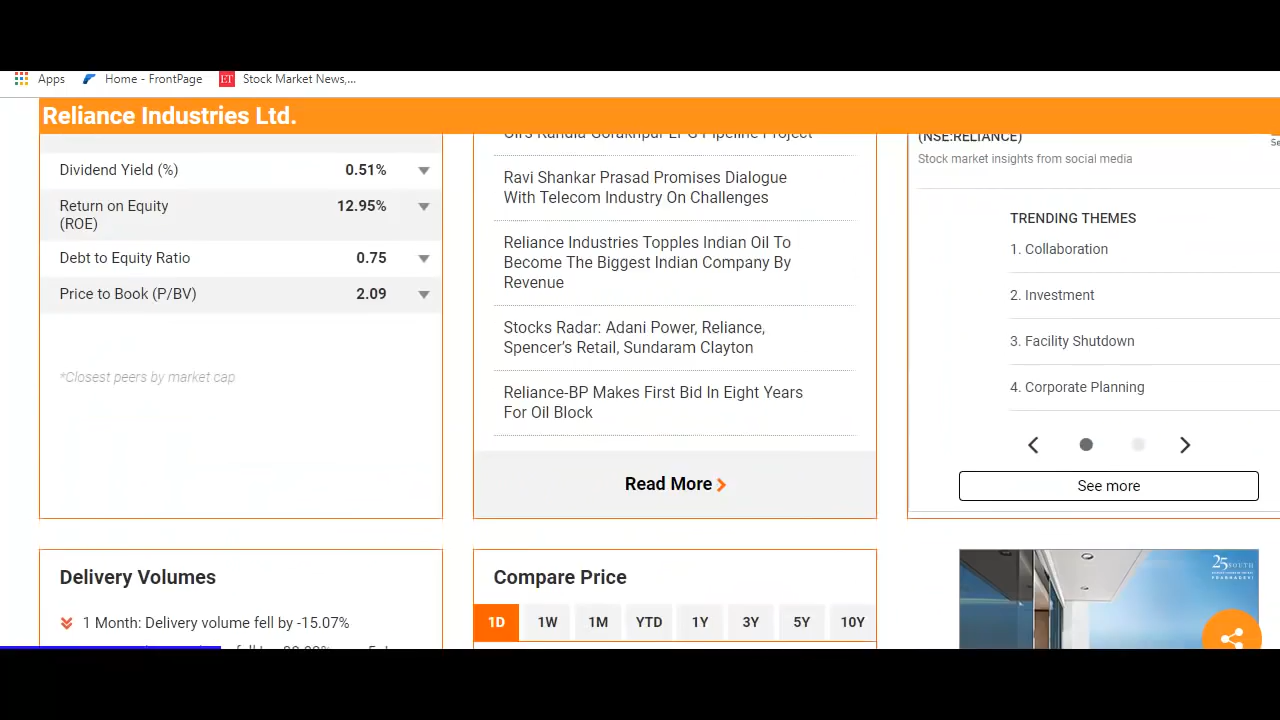 Apps
Home - FrontPage
ET
Stock Market News,...
Reliance Industries Ltd.
Dividend Yield (%) 0.51%
Return on Equity 12.95%
(ROE)
Debt to Equity Ratio 0.75
Price to Book (P/BV) 2.09
*Closest peers by market cap
Ravi Shankar Prasad Promises Dialogue
With Telecom Industry On Challenges
Reliance Industries Topples Indian Oil To
Become The Biggest Indian Company By
Revenue
Stocks Radar: Adani Power, Reliance,
Spencer’s Retail, Sundaram Clayton
Reliance-BP Makes First Bid In Eight Years
For Oil Block
Read More
(NSE:RELIANCE)
Stock market insights from social media
TRENDING THEMES
1. Collaboration
2. Investment
3. Facility Shutdown
4. Corporate Planning
See more
Delivery Volumes
1 Month: Delivery volume fell by -15.07%
Compare Price
1D 1W 1M YTD 1Y 3Y 5Y 10Y
25 SOUTH